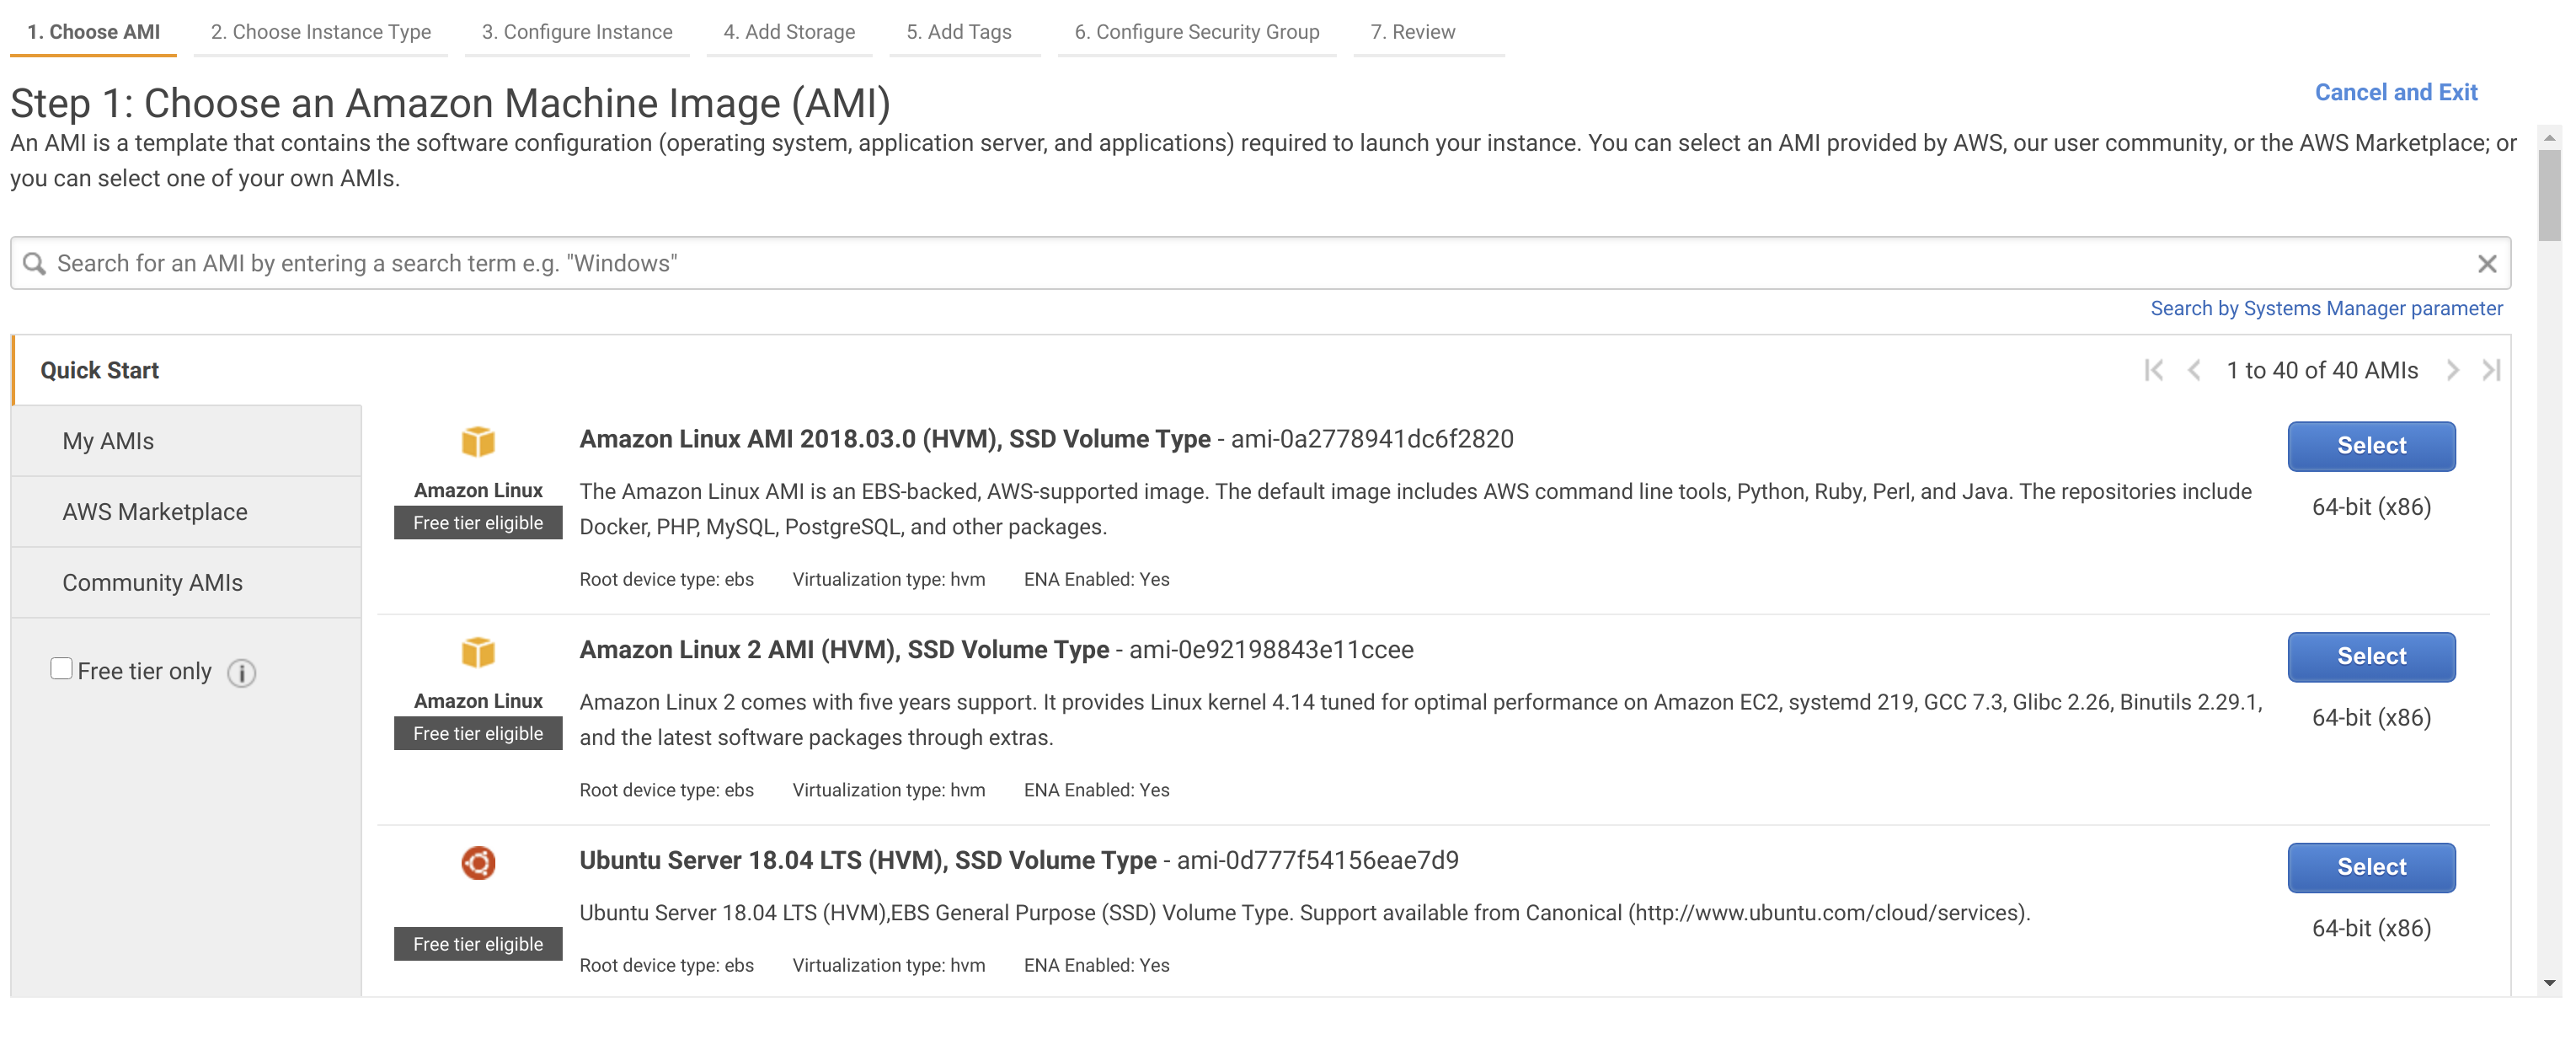 1. Choose AMI 2. Choose Instance Type 3. Configure Instance 4. Add Storage 5. Add Tags 6. Configure Security Group 7. Review
Step 1: Choose an Amazon Machine Image (AMI)
Cancel and Exit
An AMI is a template that contains the software configuration (operating system, application server, and applications) required to launch your instance. You can select an AMI provided by AWS, our user community, or the AWS Marketplace; or
you can select one of your own AMIs.
Search for an AMI by entering a search term e.g. "Windows"
Search by Systems Manager parameter
Quick Start
1 to 40 of 40 AMIs
My AMIs
AWS Marketplace
Community AMIs
Free tier only
Amazon Linux
Free tier eligible
Amazon Linux AMI 2018.03.0 (HVM), SSD Volume Type - ami-0a2778941dc6f2820
The Amazon Linux AMI is an EBS-backed, AWS-supported image. The default image includes AWS command line tools, Python, Ruby, Perl, and Java. The repositories include
Docker, PHP, MySQL, PostgreSQL, and other packages.
Root device type: ebs Virtualization type: hvm ENA Enabled: Yes
Select
64-bit (x86)
Amazon Linux
Free tier eligible
Amazon Linux 2 AMI (HVM), SSD Volume Type - ami-0e92198843e11ccee
Amazon Linux 2 comes with five years support. It provides Linux kernel 4.14 tuned for optimal performance on Amazon EC2, systemd 219, GCC 7.3, Glibc 2.26, Binutils 2.29.1,
and the latest software packages through extras.
Root device type: ebs Virtualization type: hvm ENA Enabled: Yes
Select
64-bit (x86)
Free tier eligible
Ubuntu Server 18.04 LTS (HVM), SSD Volume Type - ami-0d777f54156eae7d9
Ubuntu Server 18.04 LTS (HVM),EBS General Purpose (SSD) Volume Type. Support available from Canonical (http://www.ubuntu.com/cloud/services).
Root device type: ebs Virtualization type: hvm ENA Enabled: Yes
Select
64-bit (x86)